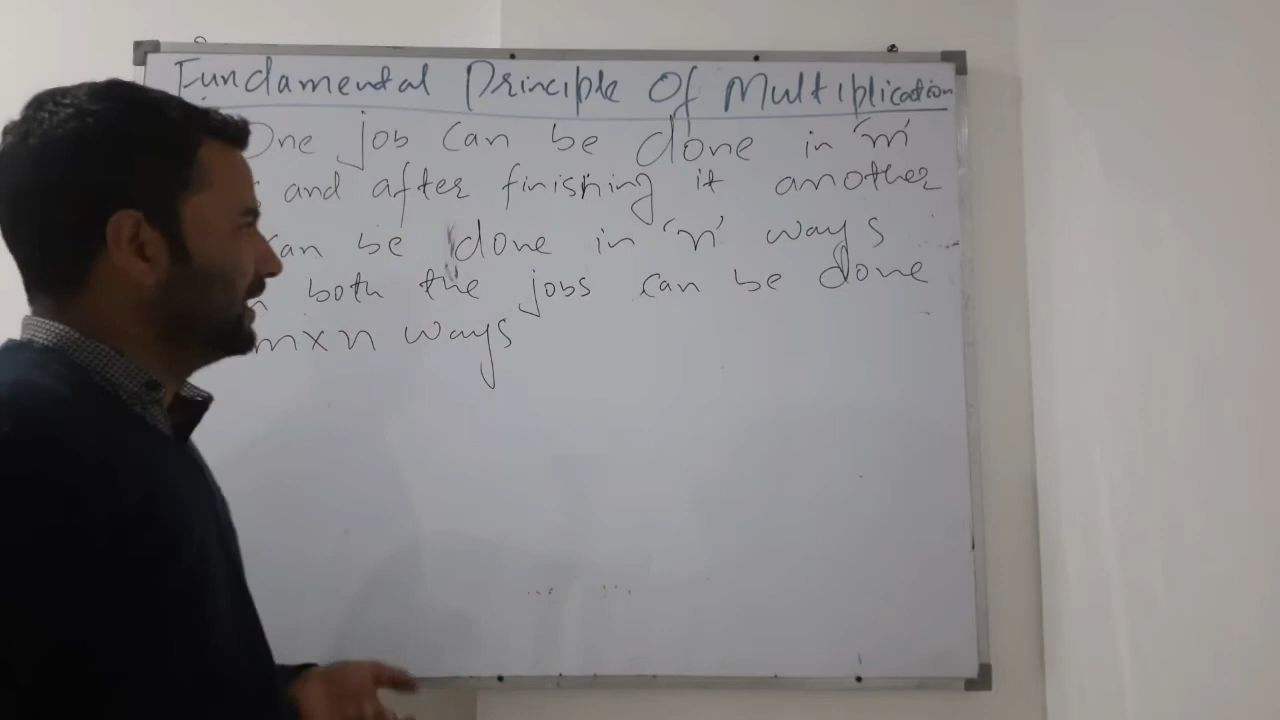 Fundamental Principle Of Multiplication
One job can be done in 'm'
and after finishing it another
can be done in 'n' ways
both the jobs can be done
m×n ways